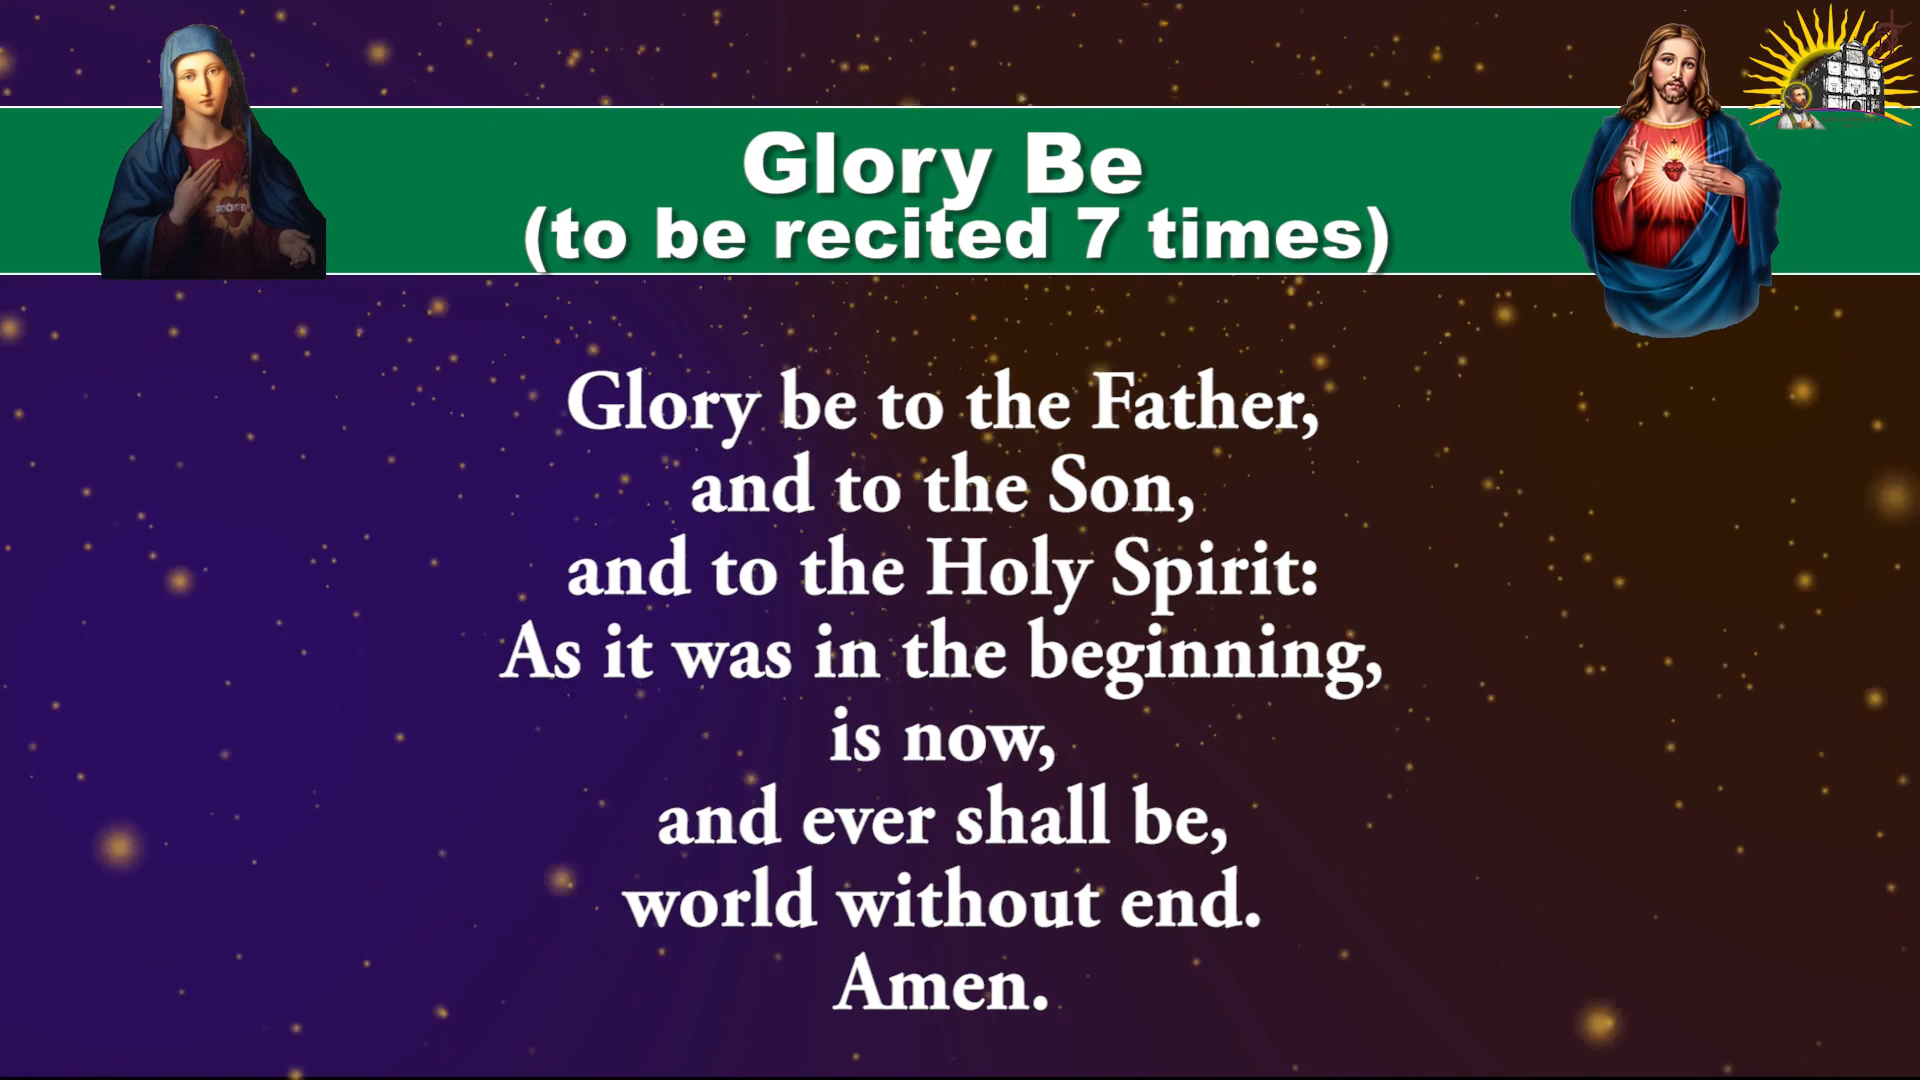 Glory Be
(to be recited 7 times)
Glory be to the Father,
and to the Son,
and to the Holy Spirit:
As it was in the beginning,
is now,
and ever shall be,
world without end.
Amen.